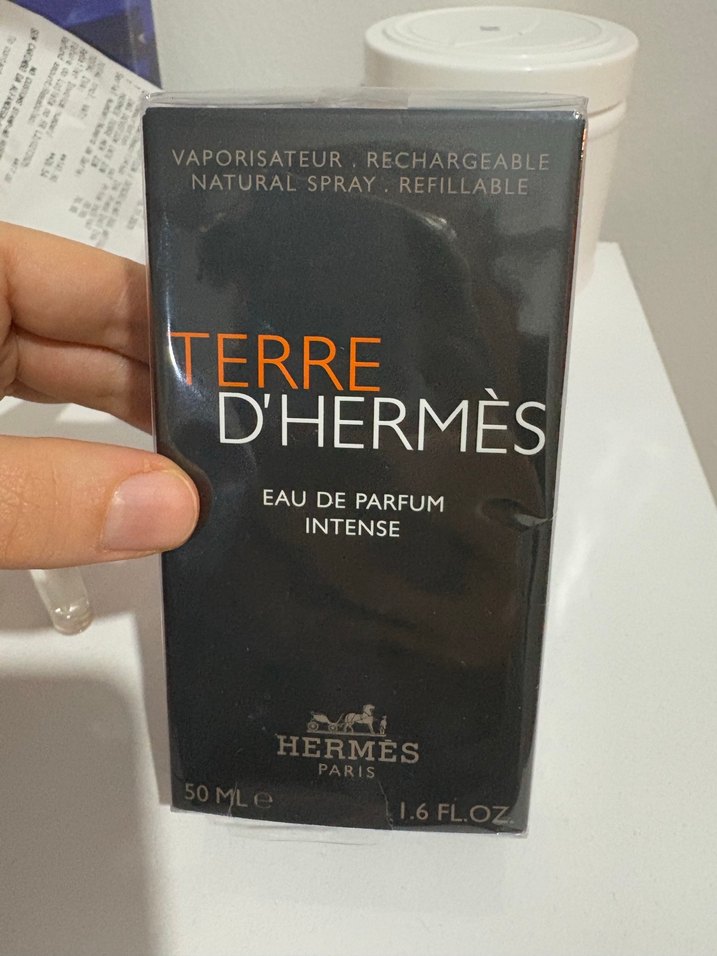 VAPORISATEUR . RECHARGEABLE
NATURAL SPRAY . REFILLABLE
TERRE
D'HERMÈS
EAU DE PARFUM
INTENSE
HERMÈS
PARIS
50 ML ℮
1.6 FL.OZ.